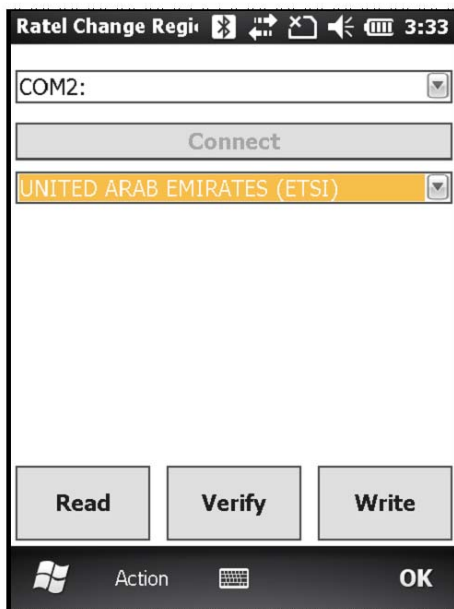 Ratel Change Regi 3:33
COM2:
Connect
UNITED ARAB EMIRATES (ETSI)
Read Verify Write
Action OK